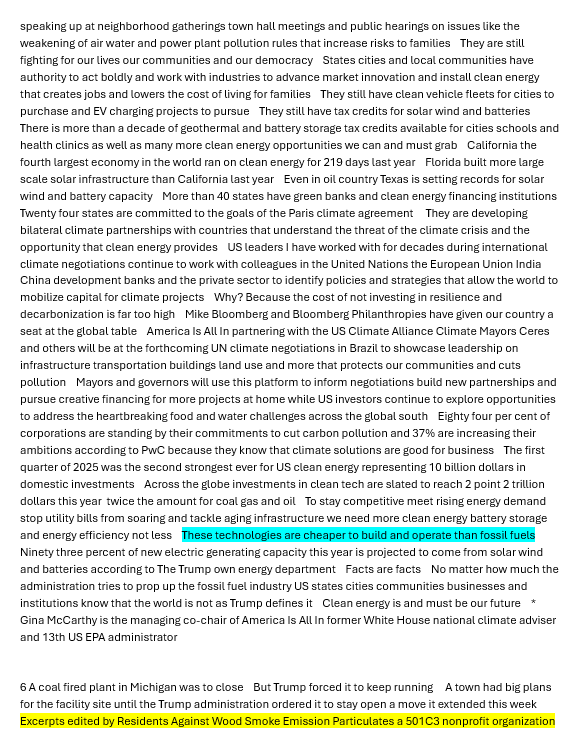 speaking up at neighborhood gatherings town hall meetings and public hearings on issues like the
weakening of air water and power plant pollution rules that increase risks to families They are still
fighting for our lives our communities and our democracy States cities and local communities have
authority to act boldly and work with industries to advance market innovation and install clean energy
that creates jobs and lowers the cost of living for families They still have clean vehicle fleets for cities to
purchase and EV charging projects to pursue They still have tax credits for solar wind and batteries
There is more than a decade of geothermal and battery storage tax credits available for cities schools and
health clinics as well as many more clean energy opportunities we can and must grab California the
fourth largest economy in the world ran on clean energy for 219 days last year Florida built more large
scale solar infrastructure than California last year Even in oil country Texas is setting records for solar
wind and battery capacity More than 40 states have green banks and clean energy financing institutions
Twenty four states are committed to the goals of the Paris climate agreement They are developing
bilateral climate partnerships with countries that understand the threat of the climate crisis and the
opportunity that clean energy provides US leaders I have worked with for decades during international
climate negotiations continue to work with colleagues in the United Nations the European Union India
China development banks and the private sector to identify policies and strategies that allow the world to
mobilize capital for climate projects Why? Because the cost of not investing in resilience and
decarbonization is far too high Mike Bloomberg and Bloomberg Philanthropies have given our country a
seat at the global table America Is All In partnering with the US Climate Alliance Climate Mayors Ceres
and others will be at the forthcoming UN climate negotiations in Brazil to showcase leadership on
infrastructure transportation buildings land use and more that protects our communities and cuts
pollution Mayors and governors will use this platform to inform negotiations build new partnerships and
pursue creative financing for more projects at home while US investors continue to explore opportunities
to address the heartbreaking food and water challenges across the global south Eighty four per cent of
corporations are standing by their commitments to cut carbon pollution and 37% are increasing their
ambitions according to PwC because they know that climate solutions are good for business The first
quarter of 2025 was the second strongest ever for US clean energy representing 10 billion dollars in
domestic investments Across the globe investments in clean tech are slated to reach 2 point 2 trillion
dollars this year twice the amount for coal gas and oil To stay competitive meet rising energy demand
stop utility bills from soaring and tackle aging infrastructure we need more clean energy battery storage
and energy efficiency not less These technologies are cheaper to build and operate than fossil fuels
Ninety three percent of new electric generating capacity this year is projected to come from solar wind
and batteries according to The Trump own energy department Facts are facts No matter how much the
administration tries to prop up the fossil fuel industry US states cities communities businesses and
institutions know that the world is not as Trump defines it Clean energy is and must be our future *
Gina McCarthy is the managing co-chair of America Is All In former White House national climate adviser
and 13th US EPA administrator
6 A coal fired plant in Michigan was to close But Trump forced it to keep running A town had big plans
for the facility site until the Trump administration ordered it to stay open a move it extended this week
Excerpts edited by Residents Against Wood Smoke Emission Particulates a 501C3 nonprofit organization